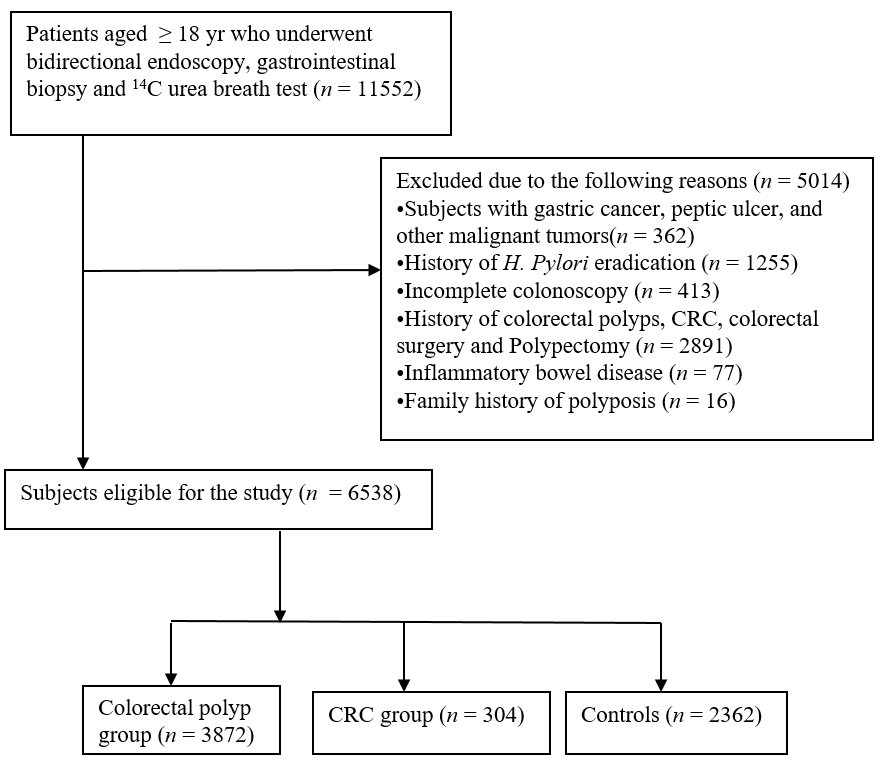 Patients aged ≥ 18 yr who underwent
bidirectional endoscopy, gastrointestinal
biopsy and ¹⁴C urea breath test (n = 11552)
Excluded due to the following reasons (n = 5014)
•Subjects with gastric cancer, peptic ulcer, and
other malignant tumors(n = 362)
•History of H. Pylori eradication (n = 1255)
•Incomplete colonoscopy (n = 413)
•History of colorectal polyps, CRC, colorectal
surgery and Polypectomy (n = 2891)
•Inflammatory bowel disease (n = 77)
•Family history of polyposis (n = 16)
Subjects eligible for the study (n = 6538)
Colorectal polyp
group (n = 3872)
CRC group (n = 304)
Controls (n = 2362)